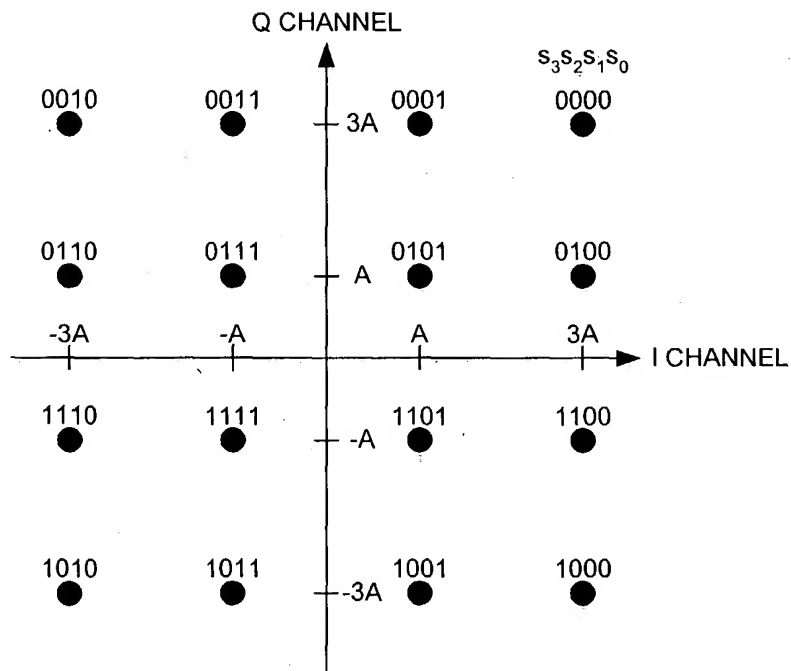 Q CHANNEL
s₃s₂s₁s₀
0010 0011 0001 0000
3A
0110 0111 0101 0100
A
-3A -A A 3A
I CHANNEL
1110 1111 1101 1100
-A
1010 1011 1001 1000
-3A